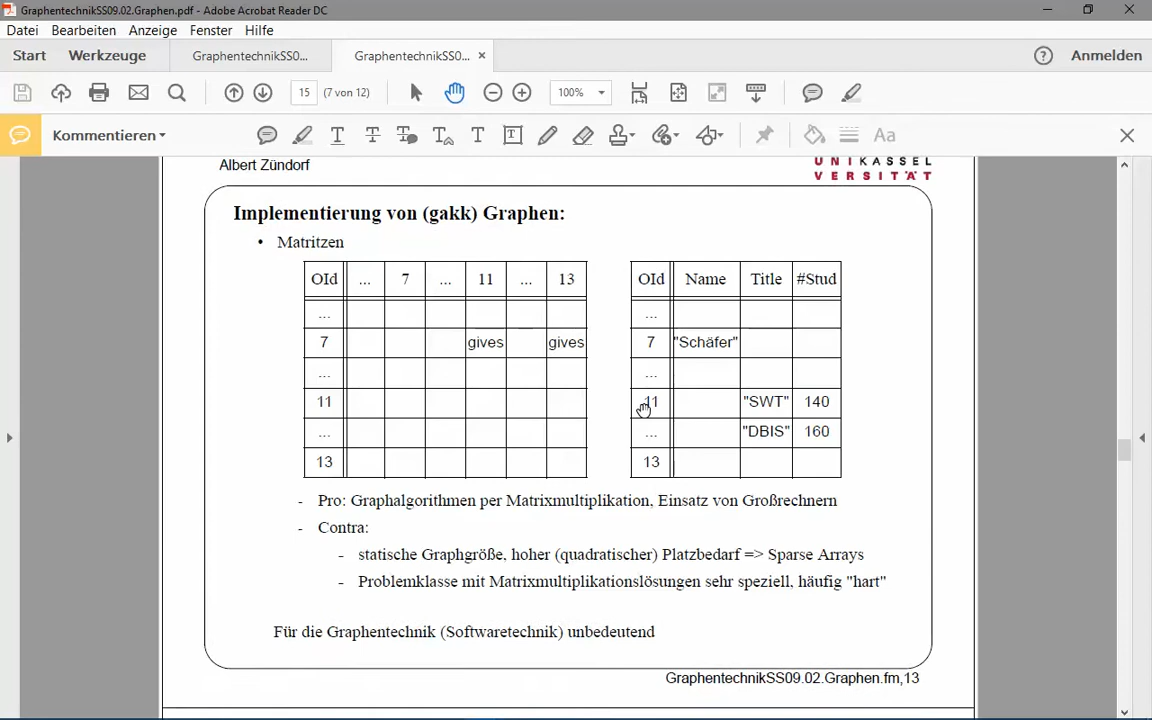 GraphentechnikSS09.02.Graphen.pdf - Adobe Acrobat Reader DC
Datei Bearbeiten Anzeige Fenster Hilfe
Start Werkzeuge GraphentechnikSS0... GraphentechnikSS0... Anmelden
15 (7 von 12) 100%
Kommentieren
Albert Zündorf
UNIKASSEL
VERSITÄT
Implementierung von (gakk) Graphen:
• Matritzen
OId ... 7 ... 11 ... 13
...
7 gives gives
...
11
...
13
OId Name Title #Stud
...
7 "Schäfer"
...
11 "SWT" 140
... "DBIS" 160
13
- Pro: Graphalgorithmen per Matrixmultiplikation, Einsatz von Großrechnern
- Contra:
- statische Graphgröße, hoher (quadratischer) Platzbedarf => Sparse Arrays
- Problemklasse mit Matrixmultiplikationslösungen sehr speziell, häufig "hart"
Für die Graphentechnik (Softwaretechnik) unbedeutend
GraphentechnikSS09.02.Graphen.fm,13